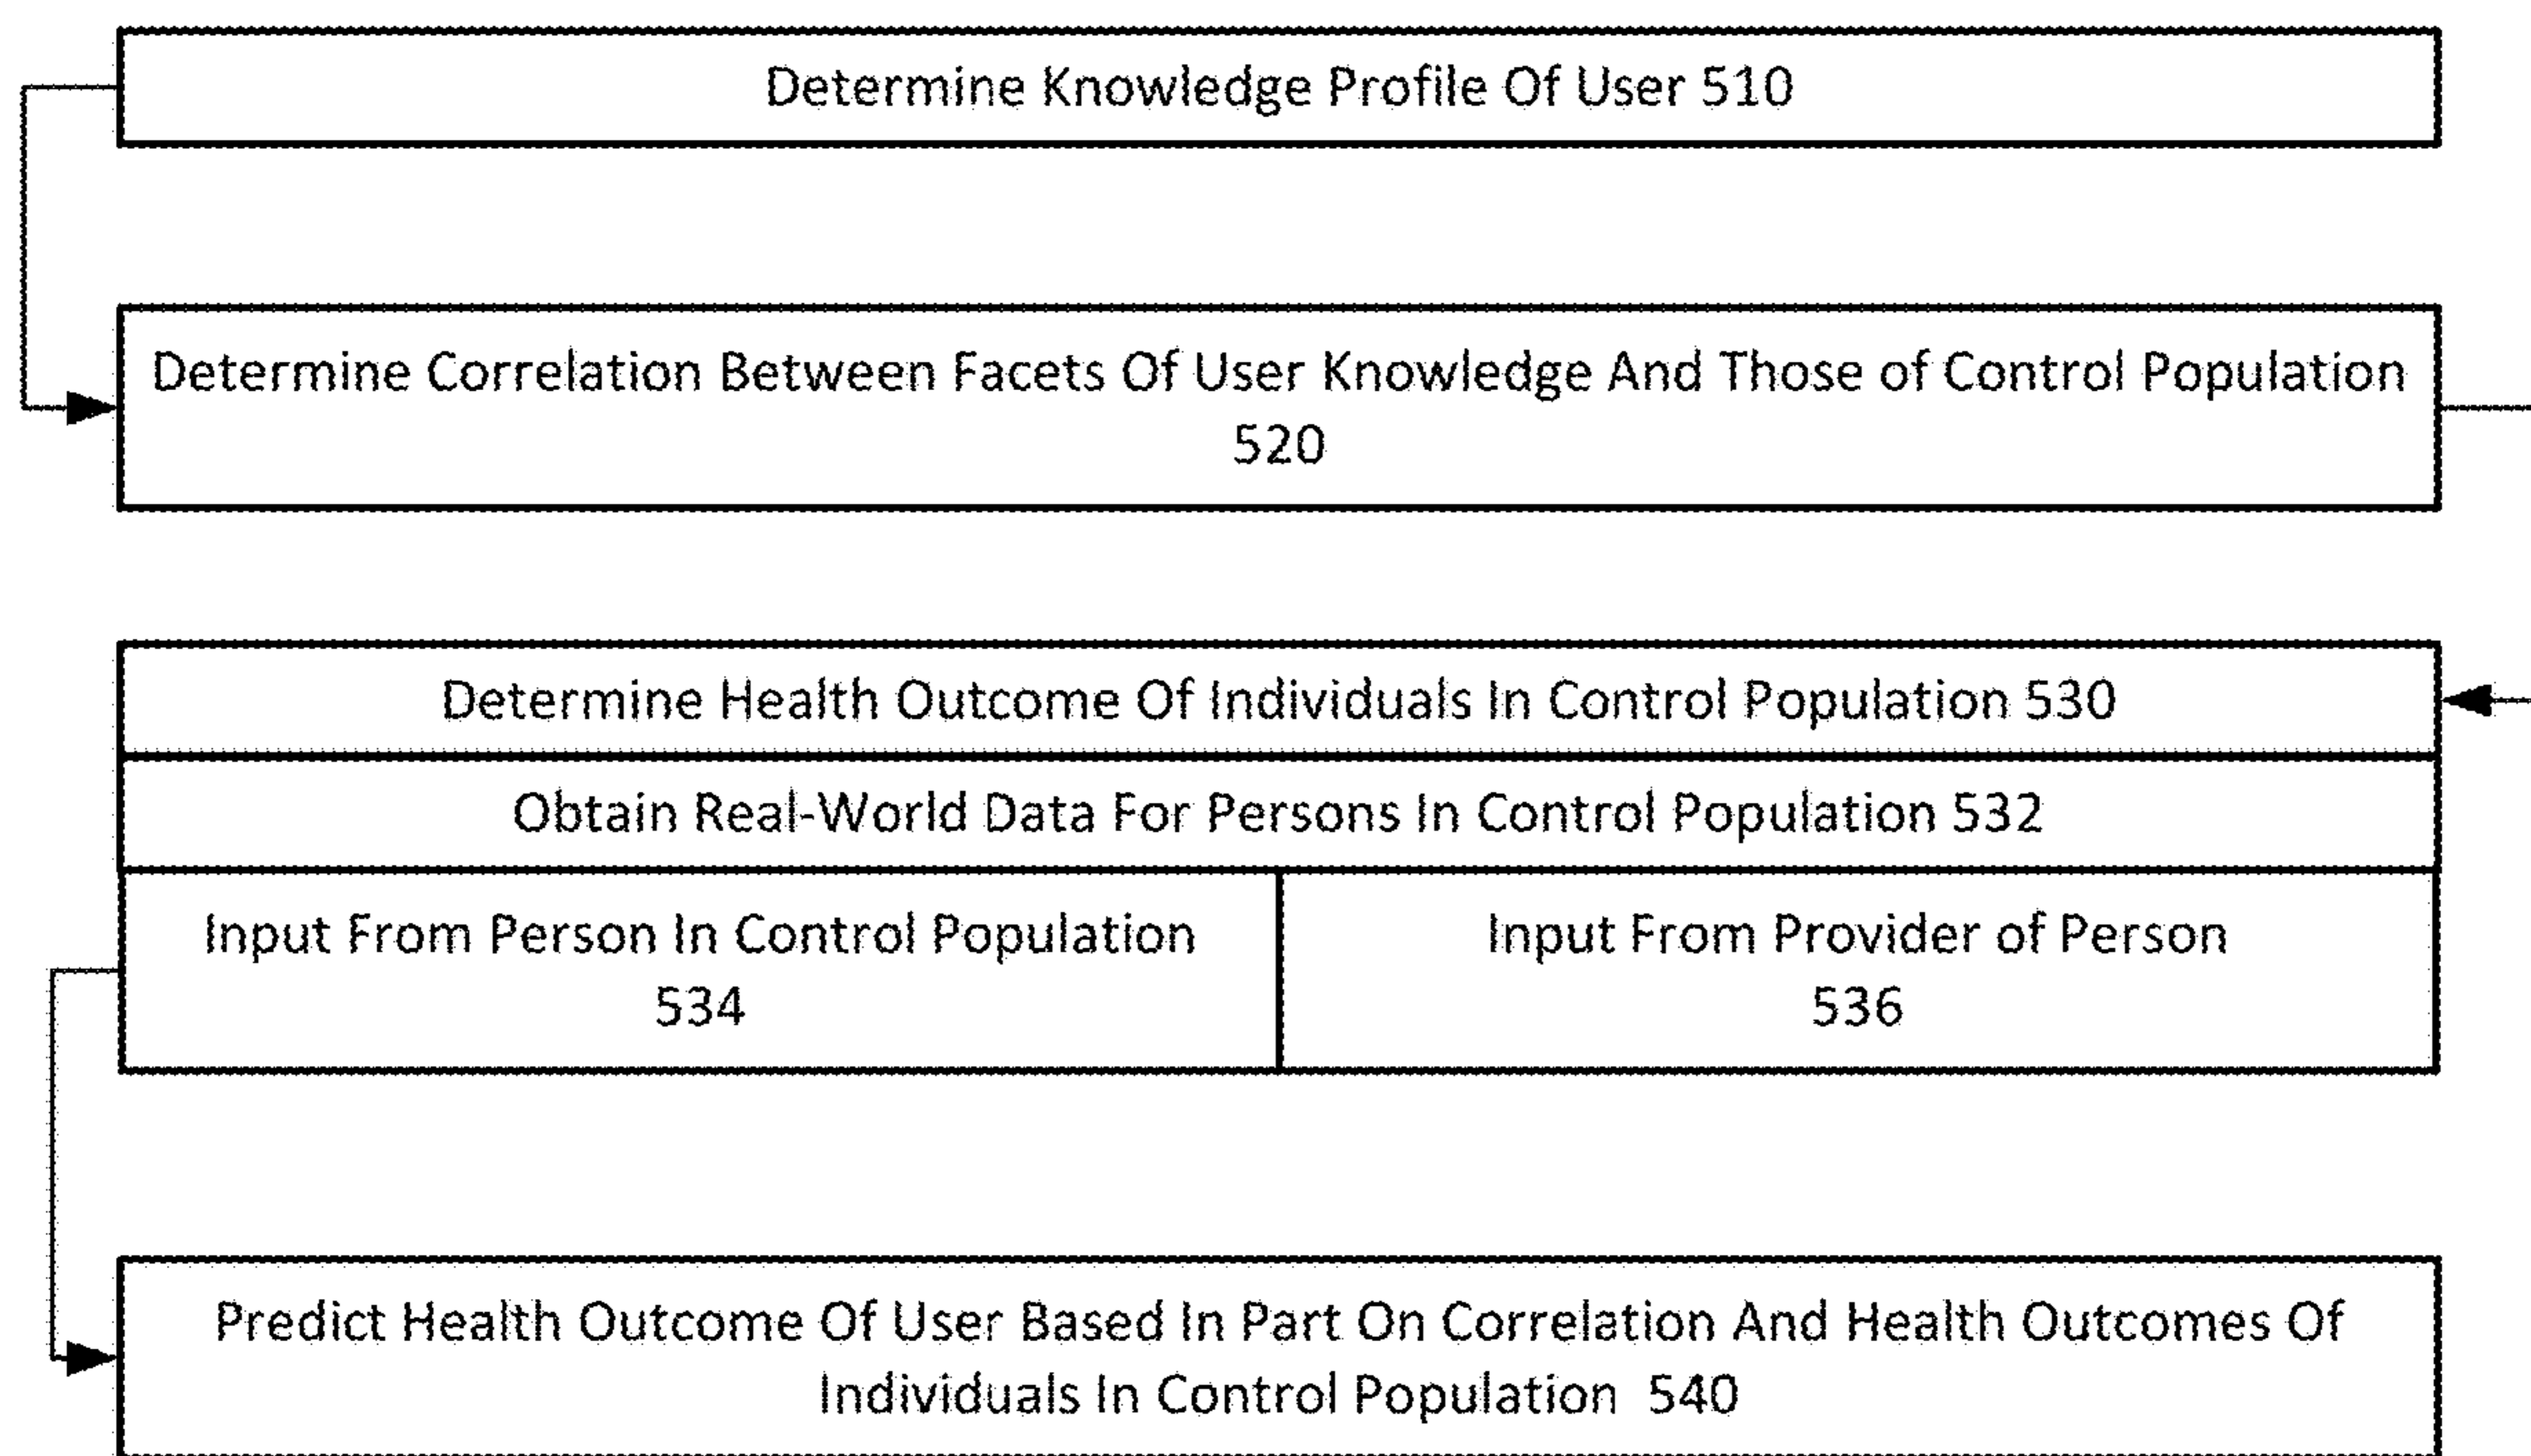 Determine Knowledge Profile Of User 510
Determine Correlation Between Facets Of User Knowledge And Those of Control Population
520
Determine Health Outcome Of Individuals In Control Population 530
Obtain Real-World Data For Persons In Control Population 532
Input From Person In Control Population
534
Input From Provider of Person
536
Predict Health Outcome Of User Based In Part On Correlation And Health Outcomes Of
Individuals In Control Population 540